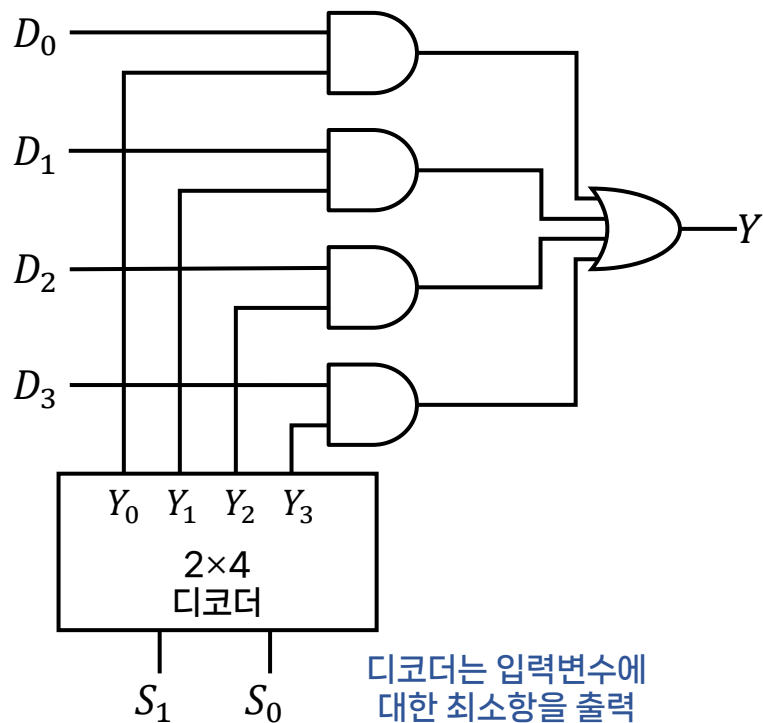 D₀
D₁
D₂
Y
D₃
Y₀ Y₁ Y₂ Y₃
2×4
디코더
S₁ S₀
디코더는 입력변수에
대한 최소항을 출력